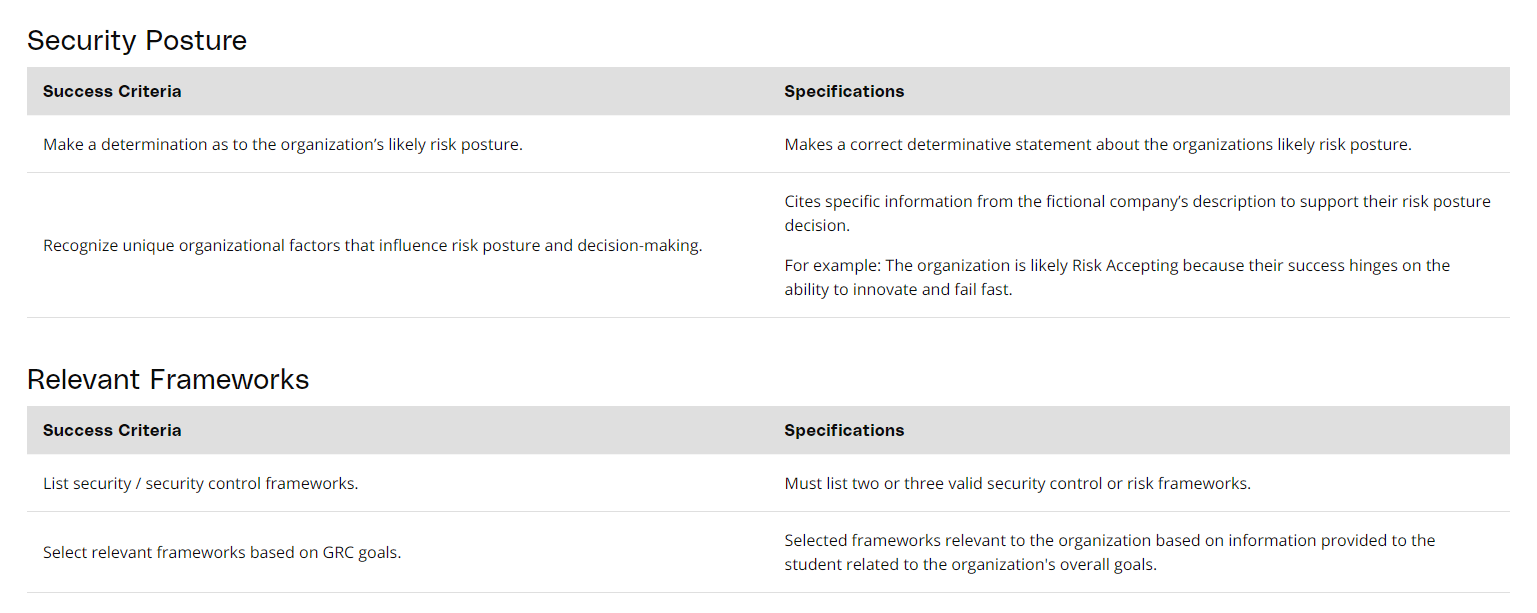 Security Posture
Success Criteria
Specifications
Make a determination as to the organization’s likely risk posture.
Makes a correct determinative statement about the organizations likely risk posture.
Recognize unique organizational factors that influence risk posture and decision-making.
Cites specific information from the fictional company’s description to support their risk posture
decision.
For example: The organization is likely Risk Accepting because their success hinges on the
ability to innovate and fail fast.
Relevant Frameworks
Success Criteria
Specifications
List security / security control frameworks.
Must list two or three valid security control or risk frameworks.
Select relevant frameworks based on GRC goals.
Selected frameworks relevant to the organization based on information provided to the
student related to the organization's overall goals.